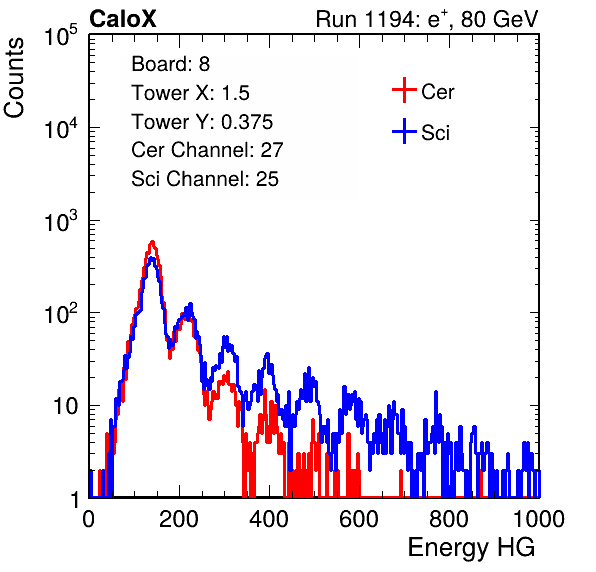 CaloX Run 1194: e⁺, 80 GeV
Counts
Board: 8
Tower X: 1.5
Tower Y: 0.375
Cer Channel: 27
Sci Channel: 25
Cer
Sci
10⁵
10⁴
10³
10²
10
1
0 200 400 600 800 1000
Energy HG